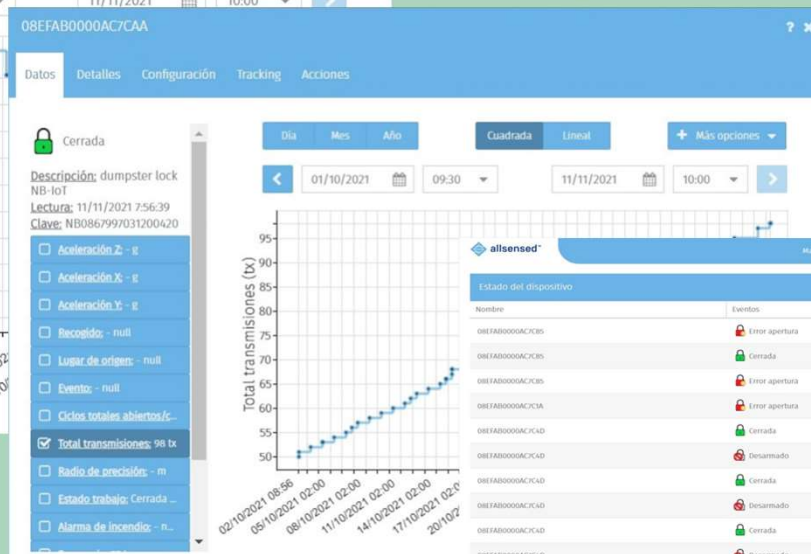 11/11/2021 10:00
08EFAB0000AC7CAA
?
Datos Detalles Configuración Tracking Acciones
Cerrada
Descripción: dumpster lock
NB-IoT
Lectura: 11/11/2021 7:56:39
Clave: NB0867997031200420
Aceleración Z: - g
Aceleración X: - g
Aceleración Y: - g
Recogido: - null
Lugar de origen: - null
Evento: - null
Ciclos totales abiertos/c...
Total transmisiones: 98 tx
Radio de precisión: - m
Estado trabajo: Cerrada ...
Alarma de incendio: - n...
Día Mes Año
Cuadrada Lineal
+ Más opciones
01/10/2021 09:30 11/11/2021 10:00
Total transmisiones (tx)
95
90
85
80
75
70
65
60
55
50
02/10/2021 08:56
05/10/2021 02:00
08/10/2021 02:00
11/10/2021 02:00
14/10/2021 02:00
17/10/2021 02:0
20/10/2
allsensed™
Estado del dispositivo
Nombre Eventos
08EFAB0000AC7CB5 Error apertura
08EFAB0000AC7CB5 Cerrada
08EFAB0000AC7CB5 Error apertura
08EFAB0000AC7C1A Error apertura
08EFAB0000AC7C4D Cerrada
08EFAB0000AC7C4D Desarmado
08EFAB0000AC7C4D Cerrada
08EFAB0000AC7C4D Desarmado
08EFAB0000AC7C4D Cerrada